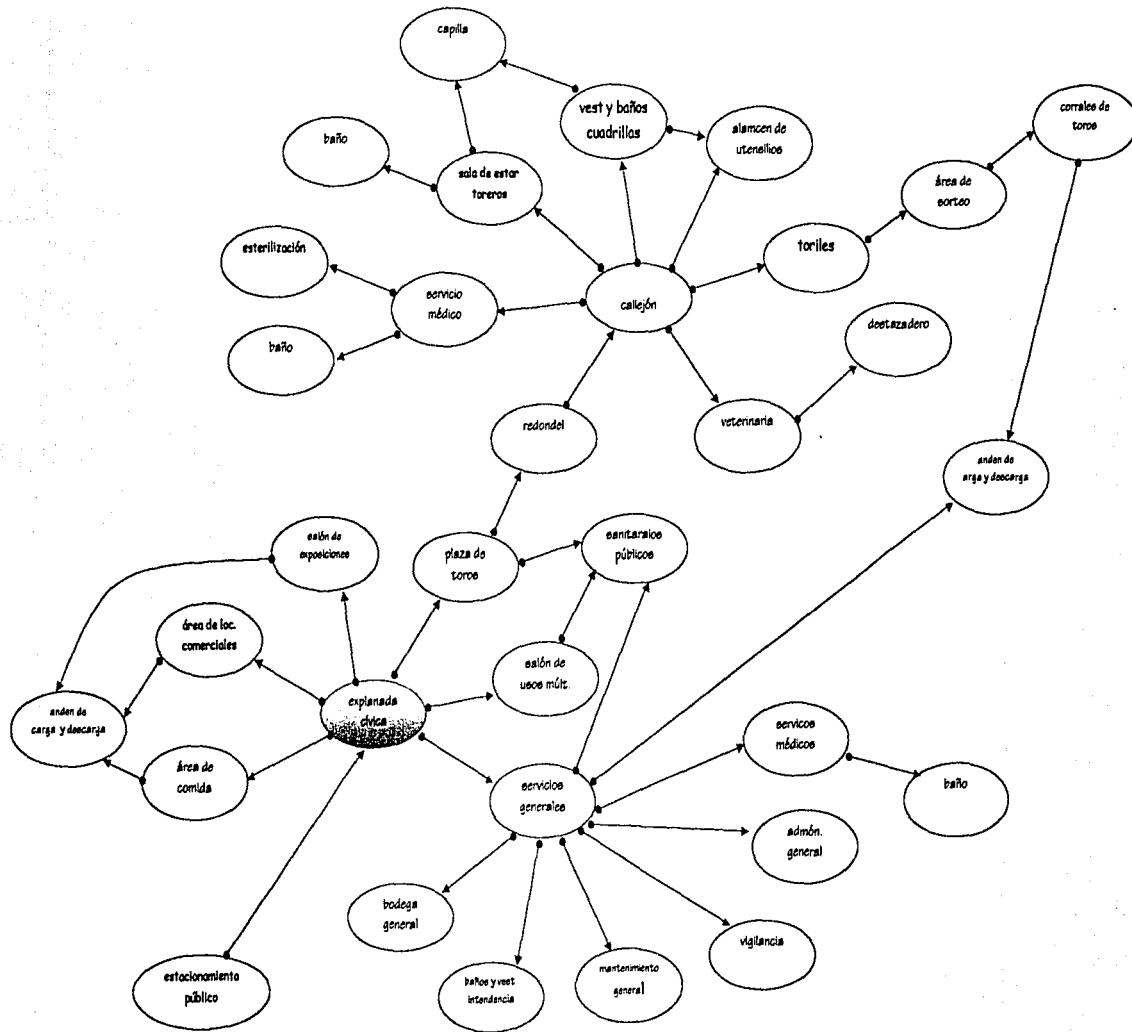 capilla
vest y baños
cuadrillas
alamcen de
utensilios
corrales de
toros
baño
sala de estar
toreros
área de
sorteo
toriles
esterilización
servicio
médico
callejón
destazadero
baño
redondel
veterinaria
anden de
arga y descarga
salón de
exposiciones
plaza de
toros
sanitaraios
públicos
área de loc.
comerciales
salón de
usos múlt.
explanada
cívica
anden de
carga y descarga
área de
comida
servicos
médicos
baño
servicios
generales
admón.
general
bodega
general
vigilancia
estacionamiento
público
baños y vest
intendencia
mantenimiento
general